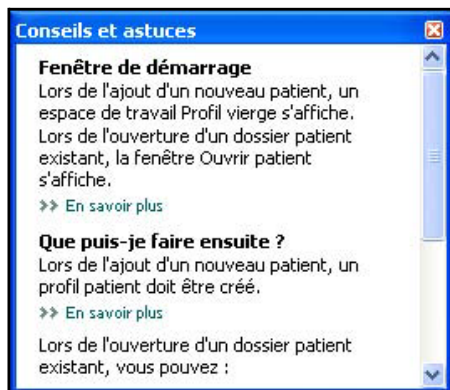 Conseils et astuces
Fenêtre de démarrage
Lors de l'ajout d'un nouveau patient, un
espace de travail Profil vierge s'affiche.
Lors de l'ouverture d'un dossier patient
existant, la fenêtre Ouvrir patient
s'affiche.
>> En savoir plus
Que puis-je faire ensuite ?
Lors de l'ajout d'un nouveau patient, un
profil patient doit être créé.
>> En savoir plus
Lors de l'ouverture d'un dossier patient
existant, vous pouvez :